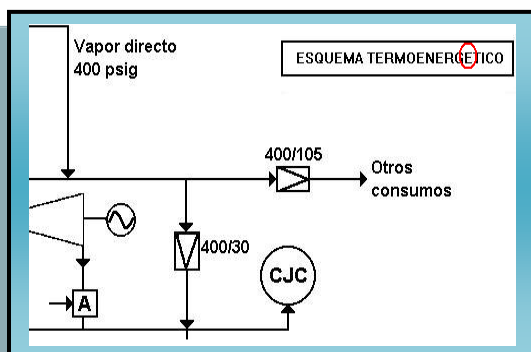 Vapor directo
400 psig
ESQUEMA TERMOENERGETICO
400/105
Otros
consumos
400/30
CJC
A